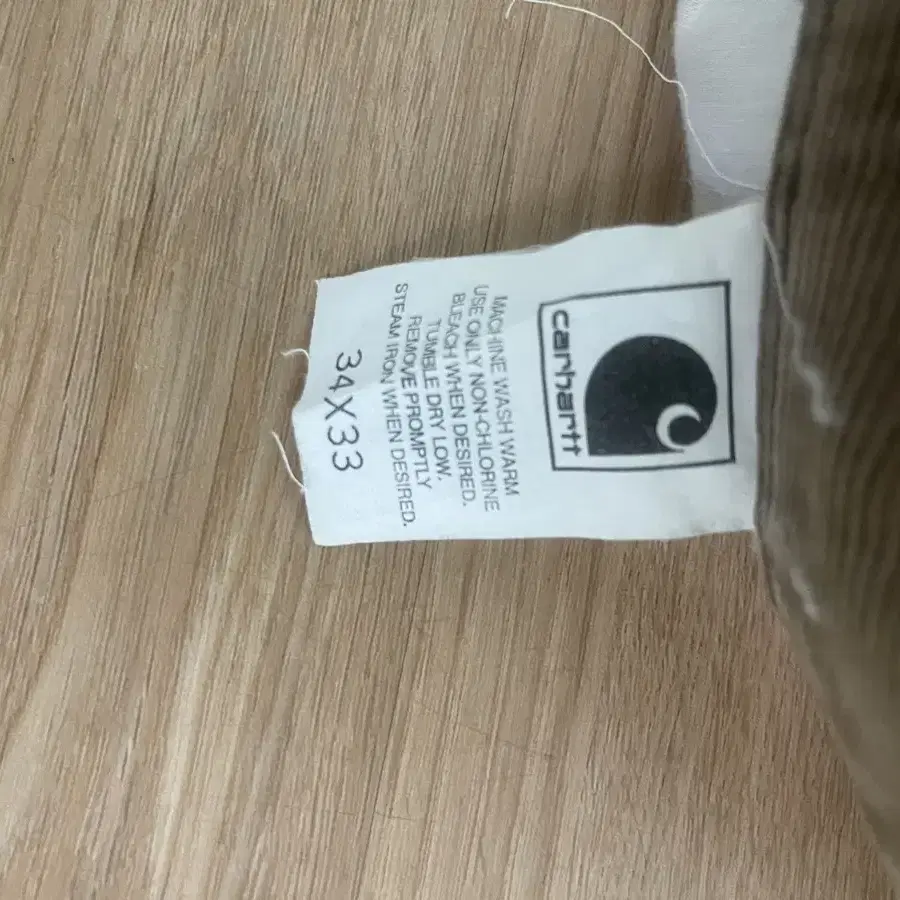 carhartt
MACHINE WASH WARM
USE ONLY NON-CHLORINE
BLEACH WHEN DESIRED.
TUMBLE DRY LOW.
REMOVE PROMPTLY
STEAM IRON WHEN DESIRED.
34X33